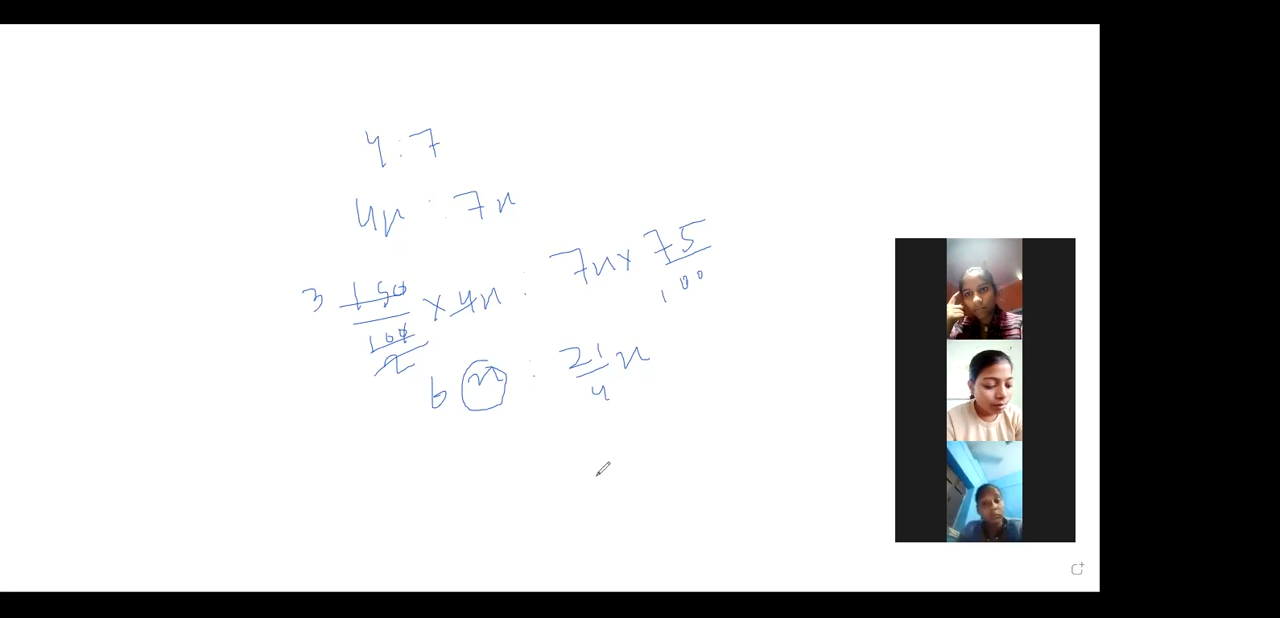 4 : 7
4x : 7x
3 150/100 2 × 4x : 7x × 75/100
6 x : 21/4 x